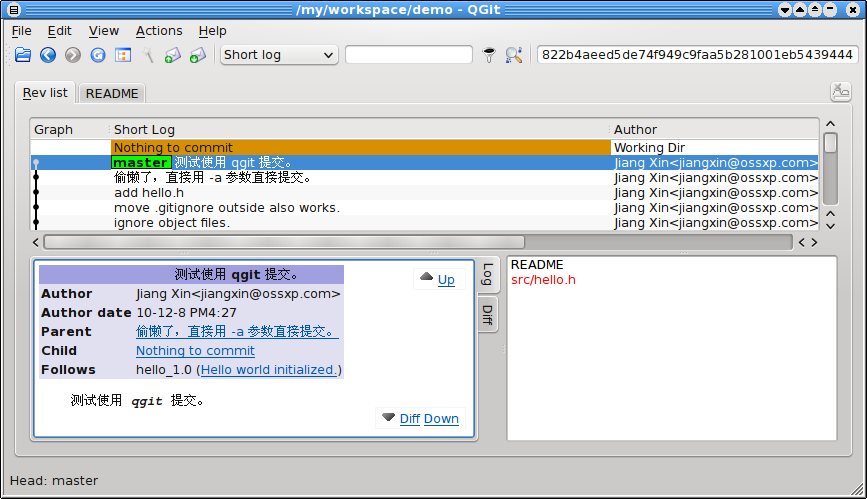 /my/workspace/demo - QGit
File Edit View Actions Help
Short log 822b4aeed5de74f949c9faa5b281001eb5439444
Rev list README
Graph Short Log Author
Nothing to commit Working Dir
master 测试使用 qgit 提交。 Jiang Xin<jiangxin@ossxp.com>
偷懒了，直接用 -a 参数直接提交。 Jiang Xin<jiangxin@ossxp.com>
add hello.h Jiang Xin<jiangxin@ossxp.com>
move .gitignore outside also works. Jiang Xin<jiangxin@ossxp.com>
ignore object files. Jiang Xin<jiangxin@ossxp.com>
测试使用 qgit 提交。
Up
Author Jiang Xin<jiangxin@ossxp.com>
Author date 10-12-8 PM4:27
Parent 偷懒了，直接用 -a 参数直接提交。
Child Nothing to commit
Follows hello_1.0 (Hello world initialized.)
测试使用 qgit 提交。
Diff Down
Log
Diff
README
src/hello.h
Head: master